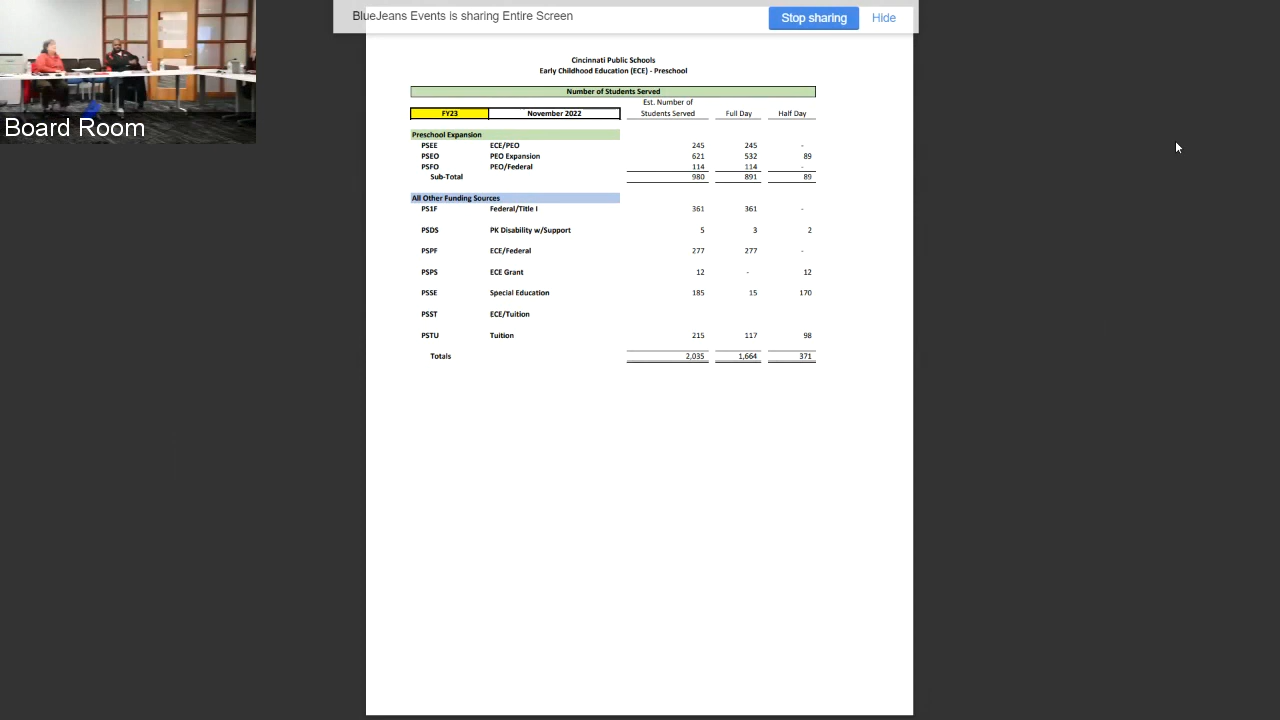 BlueJeans Events is sharing Entire Screen
Stop sharing
Hide
Board Room
Cincinnati Public Schools
Early Childhood Education (ECE) - Preschool
Number of Students Served
Est. Number of
FY23 November 2022 Students Served Full Day Half Day
Preschool Expansion
PSEE ECE/PEO 245 245 -
PSEO PEO Expansion 621 532 89
PSFO PEO/Federal 114 114 -
Sub-Total 980 891 89
All Other Funding Sources
PS1F Federal/Title I 361 361 -
PSDS PK Disability w/Support 5 3 2
PSPF ECE/Federal 277 277 -
PSPS ECE Grant 12 - 12
PSSE Special Education 185 15 170
PSST ECE/Tuition
PSTU Tuition 215 117 98
Totals 2,035 1,664 371